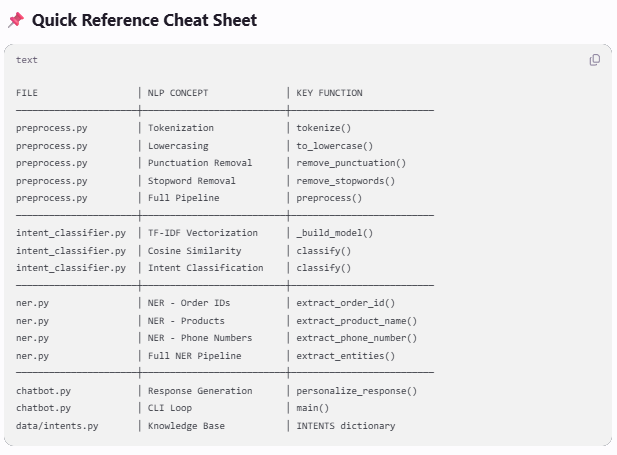 📌 Quick Reference Cheat Sheet
text
FILE │ NLP CONCEPT │ KEY FUNCTION
─────────────────────┼─────────────────────────┼─────────────────────────
preprocess.py │ Tokenization │ tokenize()
preprocess.py │ Lowercasing │ to_lowercase()
preprocess.py │ Punctuation Removal │ remove_punctuation()
preprocess.py │ Stopword Removal │ remove_stopwords()
preprocess.py │ Full Pipeline │ preprocess()
─────────────────────┼─────────────────────────┼─────────────────────────
intent_classifier.py │ TF-IDF Vectorization │ _build_model()
intent_classifier.py │ Cosine Similarity │ classify()
intent_classifier.py │ Intent Classification │ classify()
─────────────────────┼─────────────────────────┼─────────────────────────
ner.py │ NER - Order IDs │ extract_order_id()
ner.py │ NER - Products │ extract_product_name()
ner.py │ NER - Phone Numbers │ extract_phone_number()
ner.py │ Full NER Pipeline │ extract_entities()
─────────────────────┼─────────────────────────┼─────────────────────────
chatbot.py │ Response Generation │ personalize_response()
chatbot.py │ CLI Loop │ main()
data/intents.py │ Knowledge Base │ INTENTS dictionary